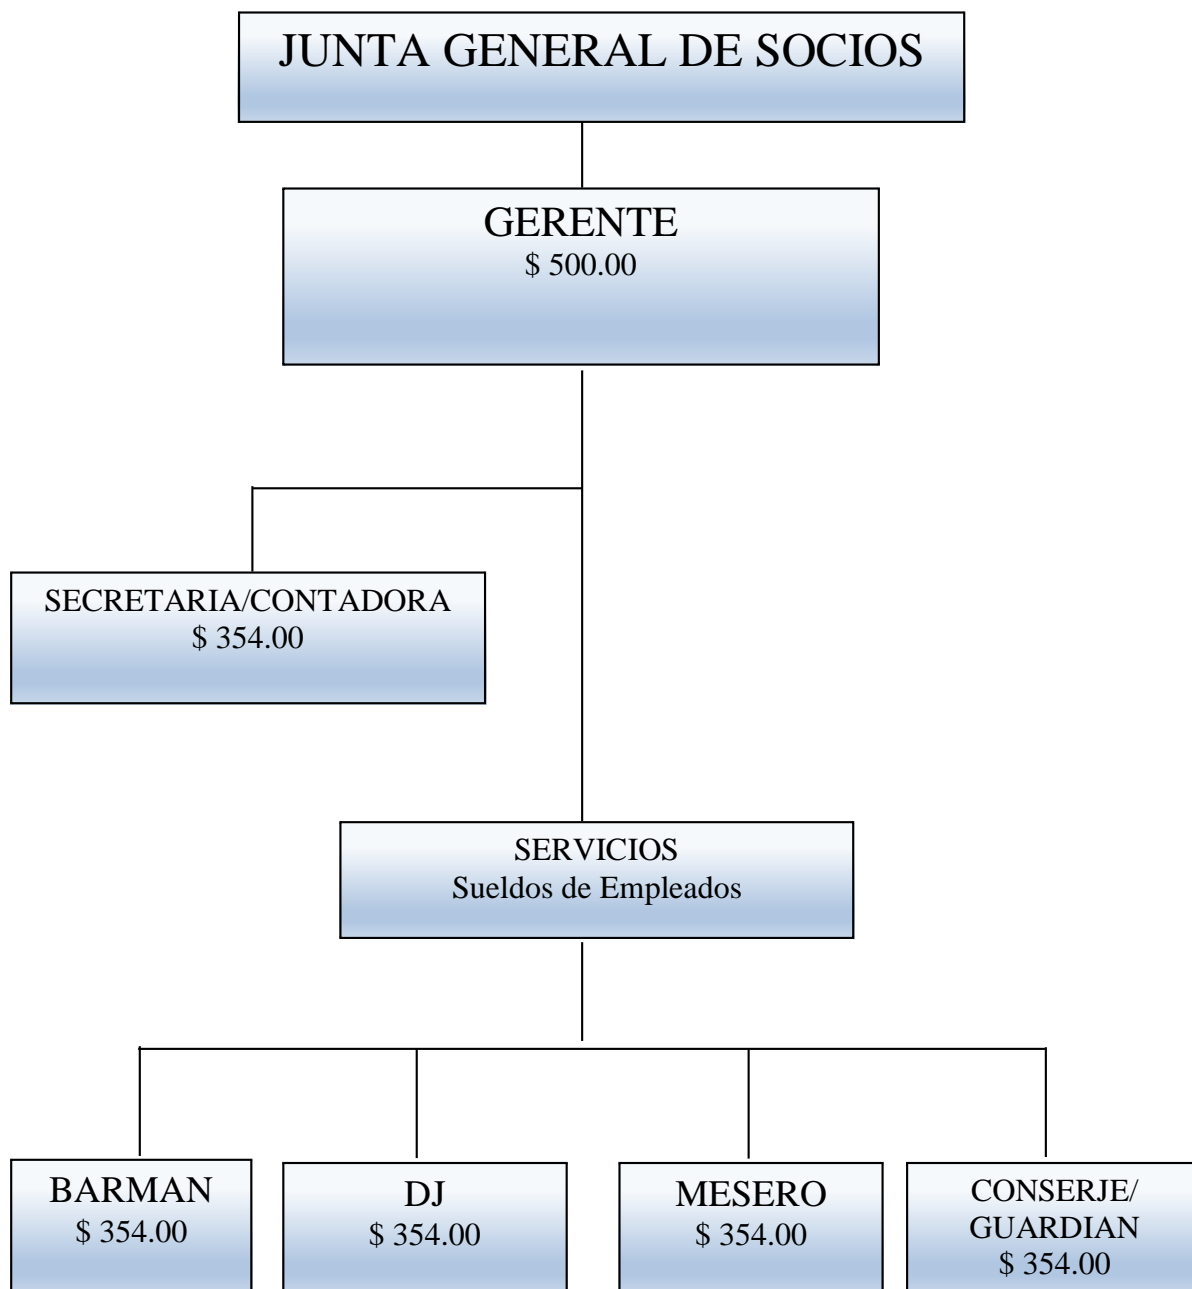 JUNTA GENERAL DE SOCIOS
GERENTE
$ 500.00
SECRETARIA/CONTADORA
$ 354.00
SERVICIOS
Sueldos de Empleados
BARMAN
$ 354.00
DJ
$ 354.00
MESERO
$ 354.00
CONSERJE/
GUARDIAN
$ 354.00